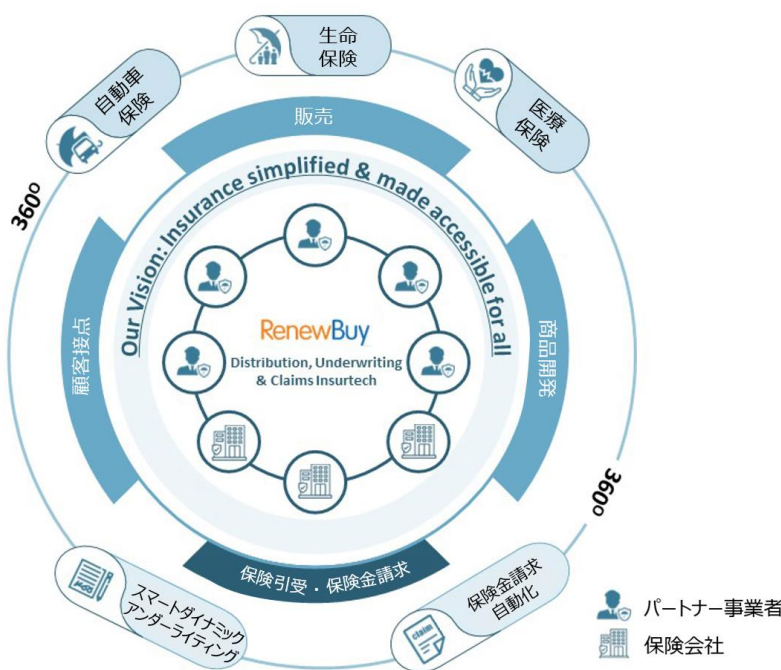 生命
保険
自動車
保険
医療
保険
販売
360º
Our Vision: Insurance simplified & made accessible for all
RenewBuy
Distribution, Underwriting
& Claims Insurtech
顧客接点
商品開発
360º
保険引受・保険金請求
スマートダイナミック
アンダーライティング
claim
保険金請求
自動化
パートナー事業者
保険会社